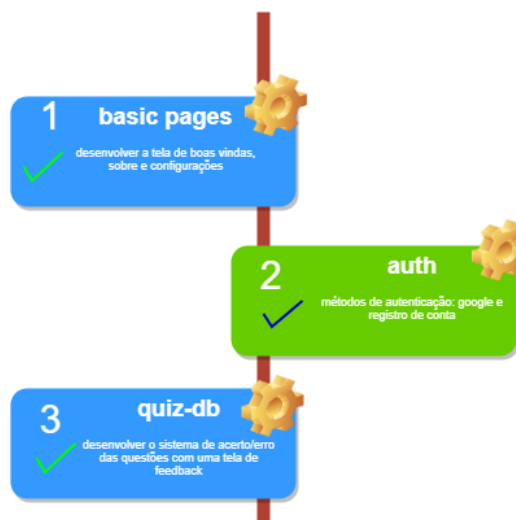 1
basic pages
desenvolver a tela de boas vindas,
sobre e configurações
2
auth
métodos de autenticação: google e
registro de conta
3
quiz-db
desenvolver o sistema de acerto/erro
das questões com uma tela de
feedback